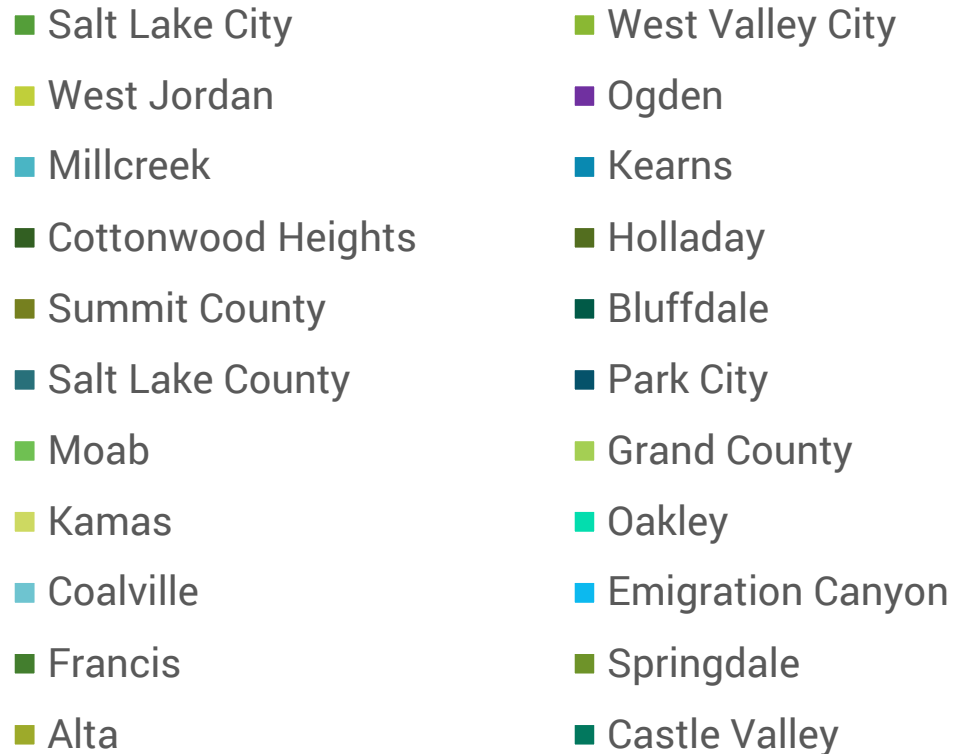 Salt Lake City
West Valley City
West Jordan
Ogden
Millcreek
Kearns
Cottonwood Heights
Holladay
Summit County
Bluffdale
Salt Lake County
Park City
Moab
Grand County
Kamas
Oakley
Coalville
Emigration Canyon
Francis
Springdale
Alta
Castle Valley